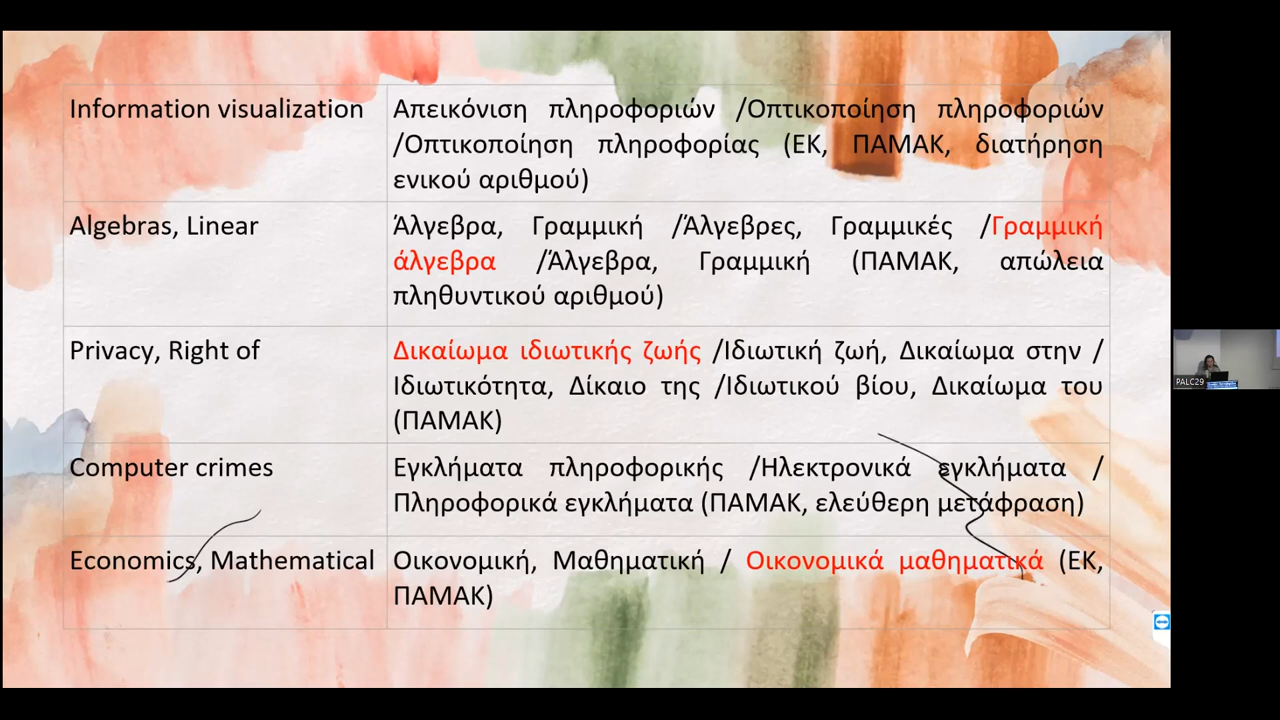 Information visualization
Απεικόνιση πληροφοριών /Οπτικοποίηση πληροφοριών
/Οπτικοποίηση πληροφορίας (ΕΚ, ΠΑΜΑΚ, διατήρηση
ενικού αριθμού)
Algebras, Linear
Άλγεβρα, Γραμμική /Άλγεβρες, Γραμμικές /Γραμμική
άλγεβρα /Άλγεβρα, Γραμμική (ΠΑΜΑΚ, απώλεια
πληθυντικού αριθμού)
Privacy, Right of
Δικαίωμα ιδιωτικής ζωής /Ιδιωτική ζωή, Δικαίωμα στην /
Ιδιωτικότητα, Δίκαιο της /Ιδιωτικού βίου, Δικαίωμα του
(ΠΑΜΑΚ)
Computer crimes
Εγκλήματα πληροφορικής /Ηλεκτρονικά εγκλήματα /
Πληροφορικά εγκλήματα (ΠΑΜΑΚ, ελεύθερη μετάφραση)
Economics, Mathematical
Οικονομική, Μαθηματική / Οικονομικά μαθηματικά (ΕΚ,
ΠΑΜΑΚ)
PALC29